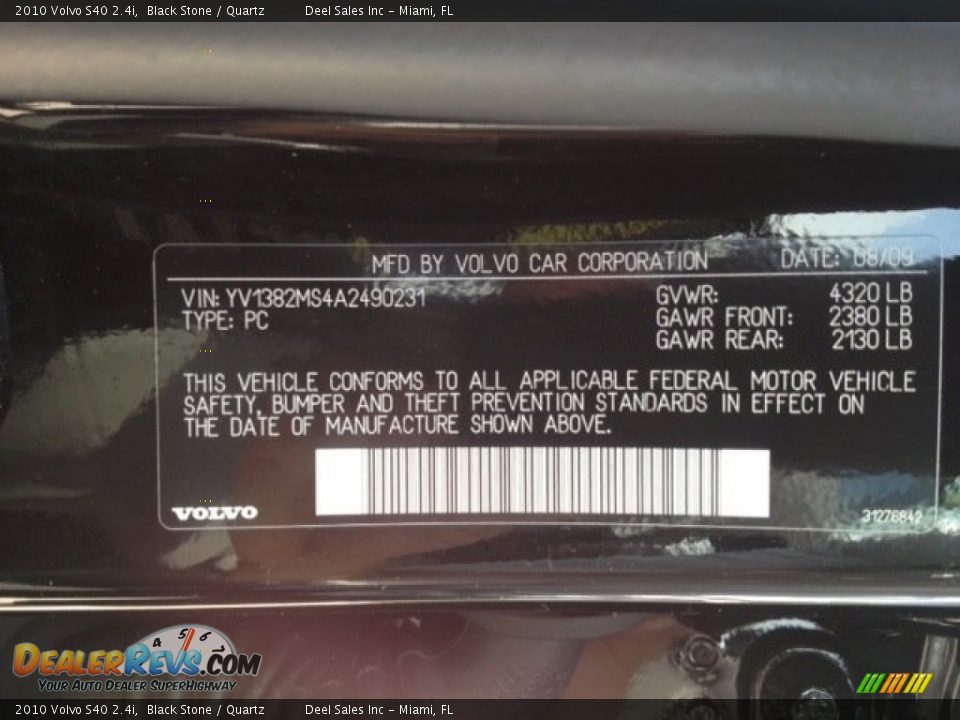 2010 Volvo S40 2.4i, Black Stone / Quartz Deel Sales Inc - Miami, FL
MFD BY VOLVO CAR CORPORATION DATE: 08/09
VIN: YV1382MS4A2490231 GVWR: 4320 LB
TYPE: PC GAWR FRONT: 2380 LB
GAWR REAR: 2130 LB
THIS VEHICLE CONFORMS TO ALL APPLICABLE FEDERAL MOTOR VEHICLE
SAFETY, BUMPER AND THEFT PREVENTION STANDARDS IN EFFECT ON
THE DATE OF MANUFACTURE SHOWN ABOVE.
VOLVO 31276842
4 5 6
DEALERREVS.COM
YOUR AUTO DEALER SUPERHIGHWAY
2010 Volvo S40 2.4i, Black Stone / Quartz Deel Sales Inc - Miami, FL